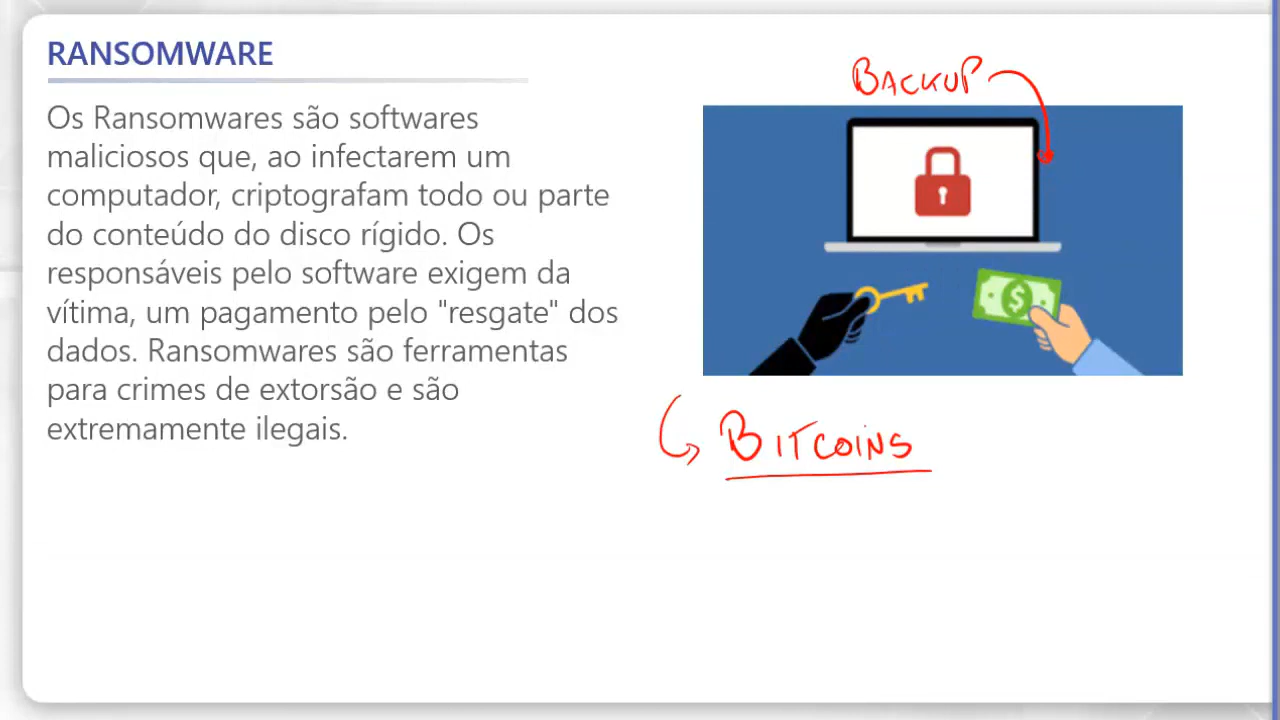 RANSOMWARE
Os Ransomwares são softwares
maliciosos que, ao infectarem um
computador, criptografam todo ou parte
do conteúdo do disco rígido. Os
responsáveis pelo software exigem da
vítima, um pagamento pelo "resgate" dos
dados. Ransomwares são ferramentas
para crimes de extorsão e são
extremamente ilegais.
BACKUP
$
BITCOINS